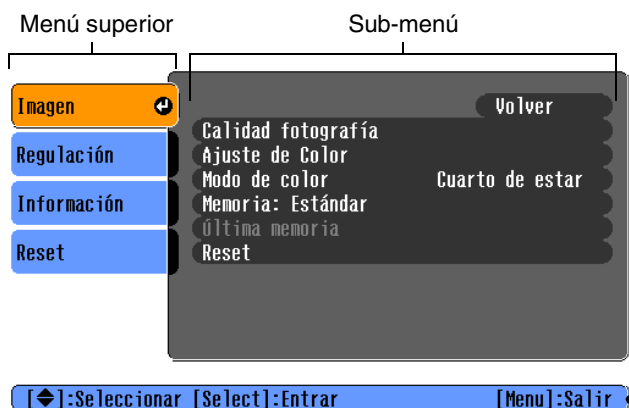 Menú superior
Sub-menú
Imagen
Regulación
Información
Reset
Volver
Calidad fotografía
Ajuste de Color
Modo de color Cuarto de estar
Memoria: Estándar
Última memoria
Reset
[]:Seleccionar [Select]:Entrar [Menu]:Salir